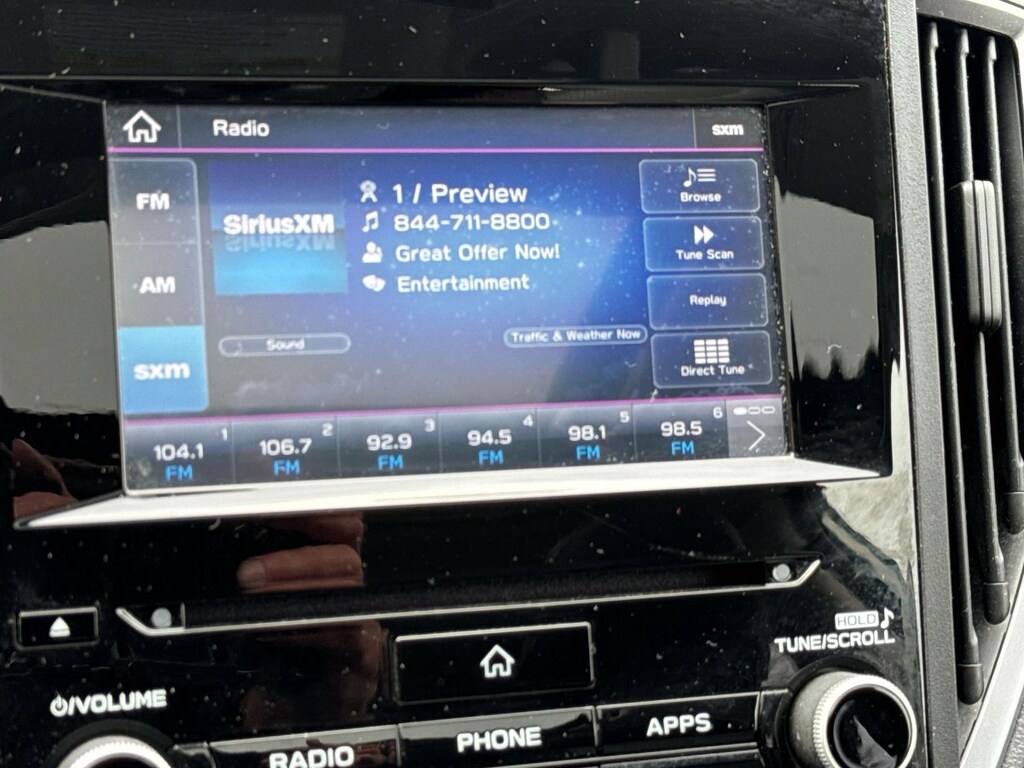 Radio
sxm
FM
AM
sxm
SiriusXM
1 / Preview
844-711-8800
Great Offer Now!
Entertainment
Browse
Tune Scan
Replay
Direct Tune
Sound
Traffic & Weather Now
104.1 1
FM
106.7 2
FM
92.9 3
FM
94.5 4
FM
98.1 5
FM
98.5 6
FM
HOLD
TUNE/SCROLL
/VOLUME
RADIO
PHONE
APPS